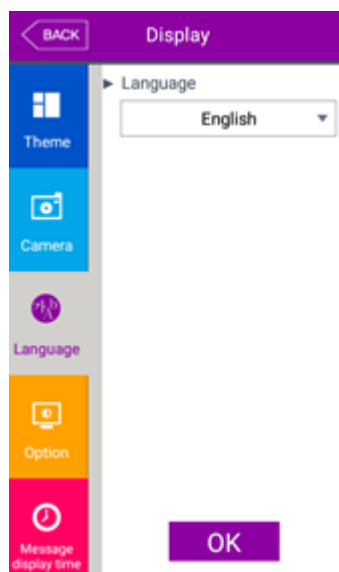 BACK
Display
Theme
Camera
Language
Option
Message
display time
► Language
English
OK